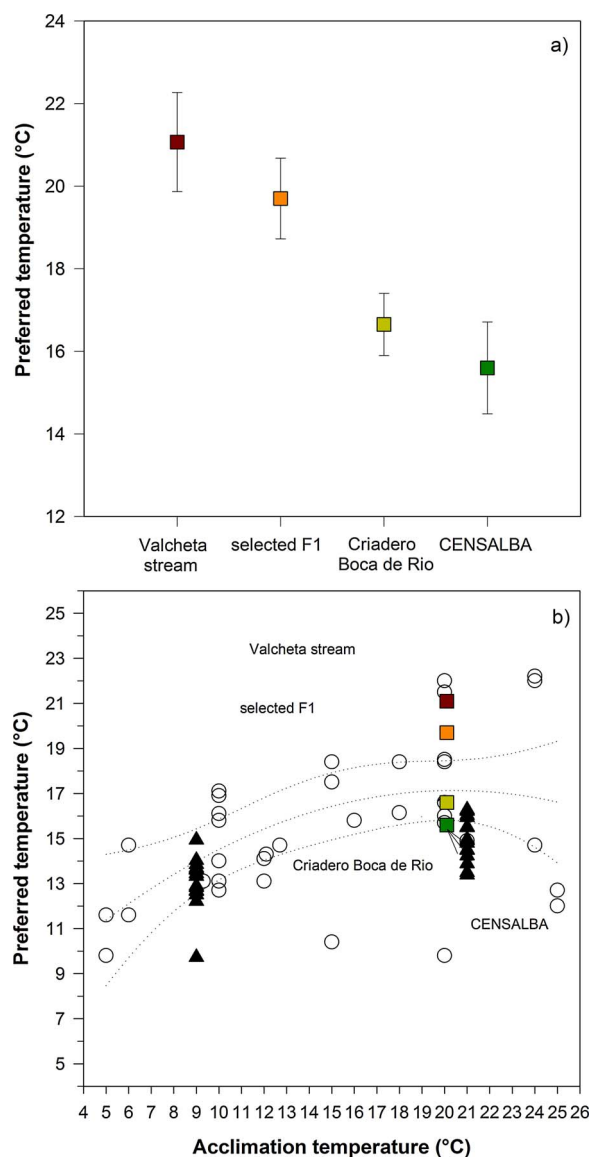 a)
24
22
20
18
16
14
12
Preferred temperature (°C)
Valcheta
stream
selected F1
Criadero
Boca de Rio
CENSALBA
b)
25
23
21
19
17
15
13
11
9
7
5
Preferred temperature (°C)
Valcheta stream
selected F1
Criadero Boca de Rio
CENSALBA
4 5 6 7 8 9 10 11 12 13 14 15 16 17 18 19 20 21 22 23 24 25 26
Acclimation temperature (°C)